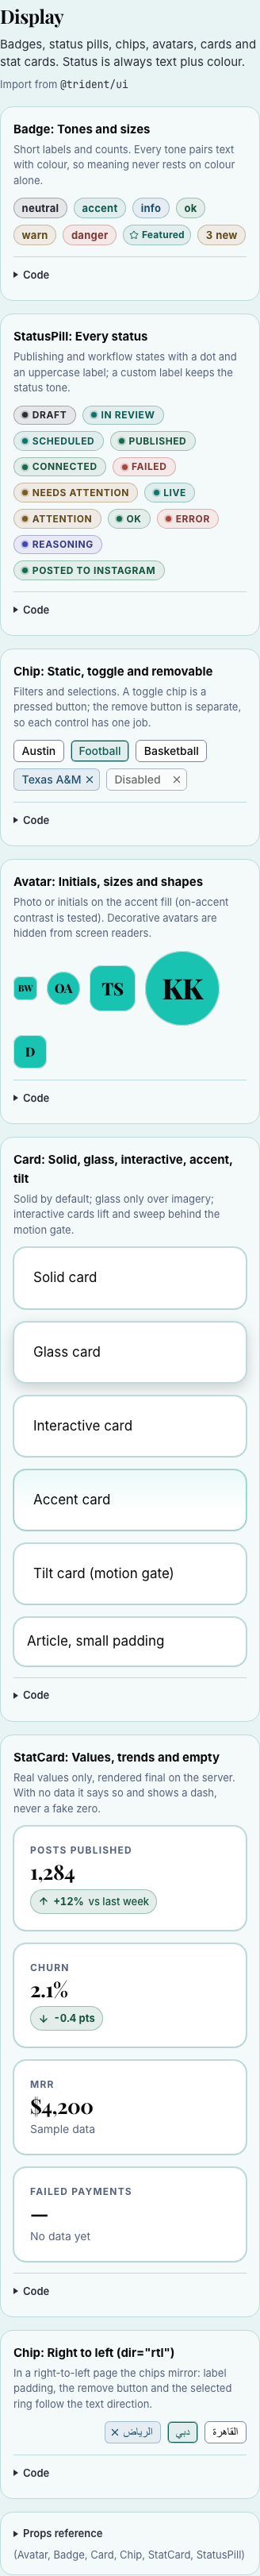 Display
Badges, status pills, chips, avatars, cards and
stat cards. Status is always text plus colour.
Import from @trident/ui
Badge: Tones and sizes
Short labels and counts. Every tone pairs text
with colour, so meaning never rests on colour
alone.
neutral accent info ok
warn danger Featured 3 new
Code
StatusPill: Every status
Publishing and workflow states with a dot and
an uppercase label; a custom label keeps the
status tone.
DRAFT IN REVIEW
SCHEDULED PUBLISHED
CONNECTED FAILED
NEEDS ATTENTION LIVE
ATTENTION OK ERROR
REASONING
POSTED TO INSTAGRAM
Code
Chip: Static, toggle and removable
Filters and selections. A toggle chip is a
pressed button; the remove button is separate,
so each control has one job.
Austin Football Basketball
Texas A&M Disabled
Code
Avatar: Initials, sizes and shapes
Photo or initials on the accent fill (on-accent
contrast is tested). Decorative avatars are
hidden from screen readers.
BW OA TS KK
D
Code
Card: Solid, glass, interactive, accent,
tilt
Solid by default; glass only over imagery;
interactive cards lift and sweep behind the
motion gate.
Solid card
Glass card
Interactive card
Accent card
Tilt card (motion gate)
Article, small padding
Code
StatCard: Values, trends and empty
Real values only, rendered final on the server.
With no data it says so and shows a dash,
never a fake zero.
POSTS PUBLISHED
1,284
+12% vs last week
CHURN
2.1%
-0.4 pts
MRR
$4,200
Sample data
FAILED PAYMENTS
—
No data yet
Code
Chip: Right to left (dir="rtl")
In a right-to-left page the chips mirror: label
padding, the remove button and the selected
ring follow the text direction.
القاهرة دبي الرياض
Code
Props reference
(Avatar, Badge, Card, Chip, StatCard, StatusPill)